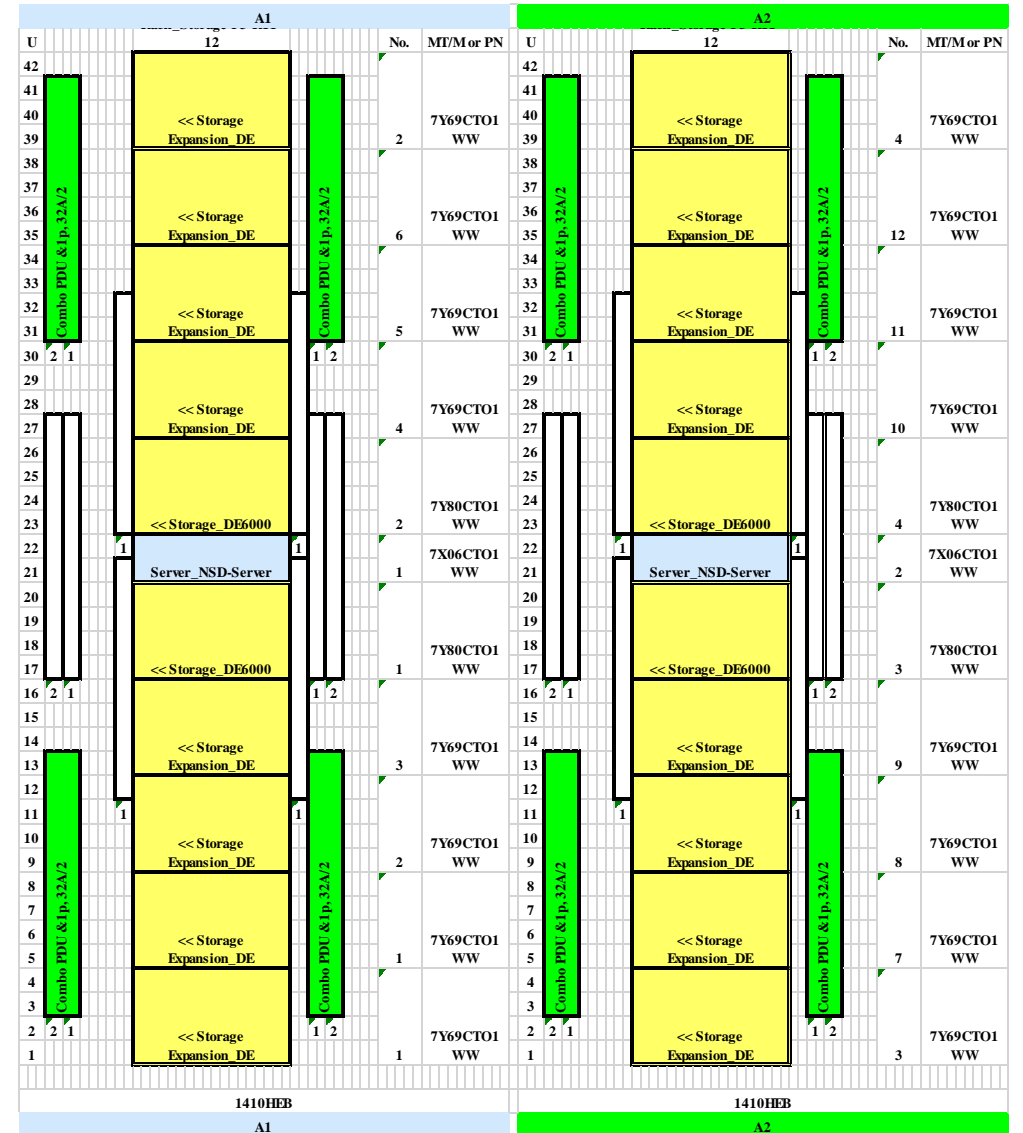 A1 A2
U 12 No. MT/M or PN U 12 No. MT/M or PN
42 42
41 41
40 << Storage 7Y69CTO1 40 << Storage 7Y69CTO1
39 Expansion_DE 2 WW 39 Expansion_DE 4 WW
38 38
37 37
36 << Storage 7Y69CTO1 36 << Storage 7Y69CTO1
35 Expansion_DE 6 WW 35 Expansion_DE 12 WW
34 34
33 33
32 << Storage 7Y69CTO1 32 << Storage 7Y69CTO1
31 Expansion_DE 5 WW 31 Expansion_DE 11 WW
Combo PDU &1p, 32A/2 Combo PDU &1p, 32A/2 Combo PDU &1p, 32A/2 Combo PDU &1p, 32A/2
30 2 1 1 2 30 2 1 1 2
29 29
28 << Storage 7Y69CTO1 28 << Storage 7Y69CTO1
27 Expansion_DE 4 WW 27 Expansion_DE 10 WW
26 26
25 25
24 7Y80CTO1 24 7Y80CTO1
23 << Storage_DE6000 2 WW 23 << Storage_DE6000 4 WW
22 1 1 7X06CTO1 22 1 1 7X06CTO1
21 Server_NSD-Server 1 WW 21 Server_NSD-Server 2 WW
20 20
19 19
18 7Y80CTO1 18 7Y80CTO1
17 << Storage_DE6000 1 WW 17 << Storage_DE6000 3 WW
16 2 1 1 2 16 2 1 1 2
15 15
14 << Storage 7Y69CTO1 14 << Storage 7Y69CTO1
13 Expansion_DE 3 WW 13 Expansion_DE 9 WW
12 12
11 1 1 11 1 1
10 << Storage 7Y69CTO1 10 << Storage 7Y69CTO1
9 Expansion_DE 2 WW 9 Expansion_DE 8 WW
8 8
7 7
6 << Storage 7Y69CTO1 6 << Storage 7Y69CTO1
5 Expansion_DE 1 WW 5 Expansion_DE 7 WW
4 4
3 3
Combo PDU &1p, 32A/2 Combo PDU &1p, 32A/2 Combo PDU &1p, 32A/2 Combo PDU &1p, 32A/2
2 2 1 << Storage 1 2 7Y69CTO1 2 2 1 << Storage 1 2 7Y69CTO1
1 Expansion_DE 1 WW 1 Expansion_DE 3 WW
1410HEB 1410HEB
A1 A2